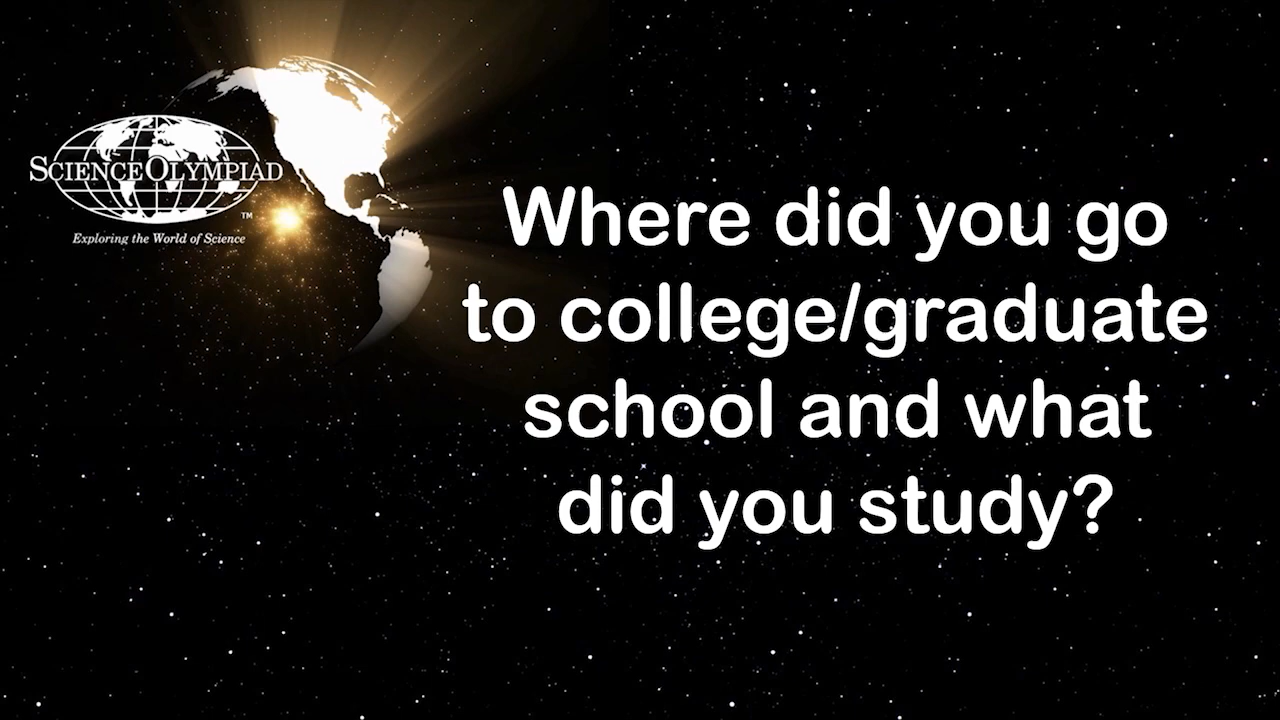 SCIENCE OLYMPIAD
TM
Exploring the World of Science
Where did you go
to college/graduate
school and what
did you study?